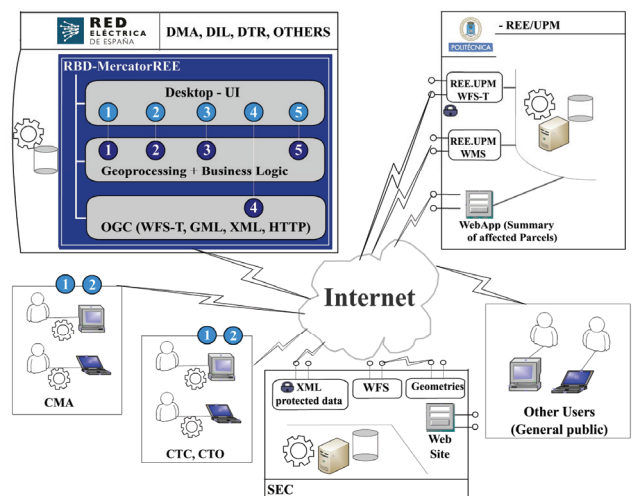 RED
ELÉCTRICA
DE ESPAÑA
DMA, DIL, DTR, OTHERS
RBD-MercatorREE
Desktop - UI
1 2 3 4 5
1 2 3 5
Geoprocessing + Business Logic
4
OGC (WFS-T, GML, XML, HTTP)
POLITÉCNICA
- REE/UPM
REE.UPM
WFS-T
REE.UPM
WMS
WebApp (Summary
of affected Parcels)
Internet
1 2
CMA
1 2
CTC, CTO
XML
protected data
WFS
Geometries
Web
Site
SEC
Other Users
(General public)